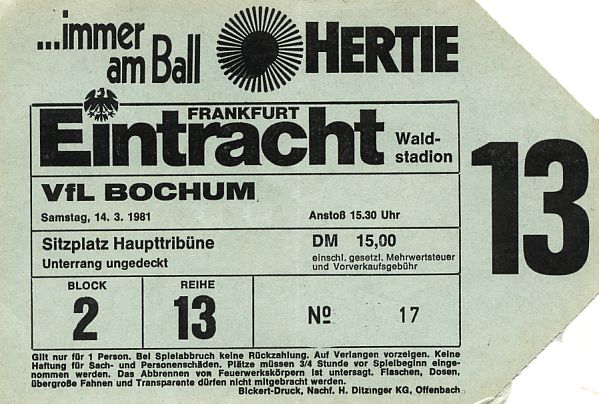 ...immer
am Ball
HERTIE
FRANKFURT
Eintracht
Wald-
stadion
VfL BOCHUM
Samstag, 14. 3. 1981
Anstoß 15.30 Uhr
Sitzplatz Haupttribüne
DM 15,00
Unterrang ungedeckt
einschl. gesetzl. Mehrwertsteuer
und Vorverkaufsgebühr
13
BLOCK
2
REIHE
13
Nº 17
Gilt nur für 1 Person. Bei Spielabbruch keine Rückzahlung. Auf Verlangen vorzeigen. Keine
Haftung für Sach- und Personenschäden. Plätze müssen 3/4 Stunde vor Spielbeginn einge-
nommen werden. Das Abbrennen von Feuerwerkskörpern ist untersagt. Flaschen, Dosen,
übergroße Fahnen und Transparente dürfen nicht mitgebracht werden.
Bickert-Druck, Nachf. H. Ditzinger KG, Offenbach